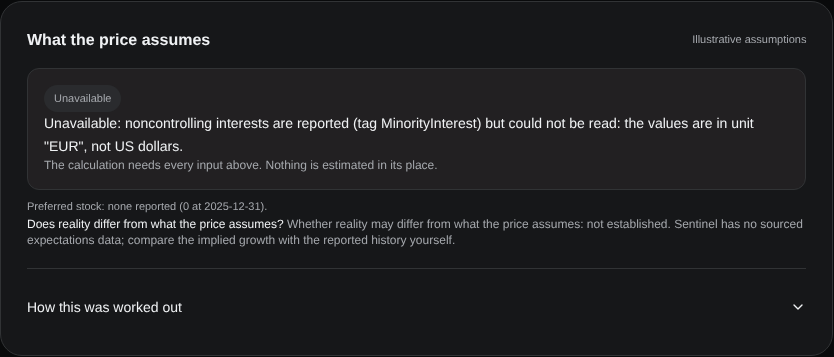 What the price assumes
Illustrative assumptions
Unavailable
Unavailable: noncontrolling interests are reported (tag MinorityInterest) but could not be read: the values are in unit
"EUR", not US dollars.
The calculation needs every input above. Nothing is estimated in its place.
Preferred stock: none reported (0 at 2025-12-31).
Does reality differ from what the price assumes? Whether reality may differ from what the price assumes: not established. Sentinel has no sourced
expectations data; compare the implied growth with the reported history yourself.
How this was worked out